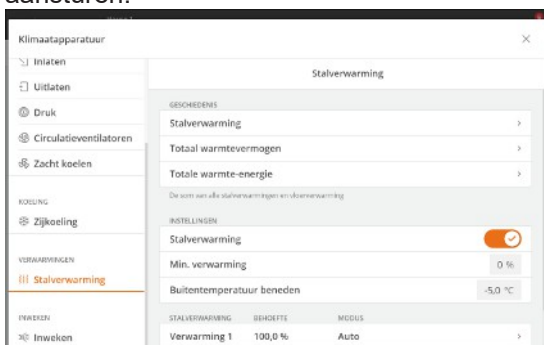 aansturen.
Klimaatapparatuur
Inlaten
Uitlaten
Druk
Circulatieventilatoren
Zacht koelen
KOELING
Zijkoeling
VERWARMINGEN
Stalverwarming
INWEKEN
Inweken
Stalverwarming
GESCHIEDENIS
Stalverwarming
Totaal warmtevermogen
Totale warmte-energie
De som van alle stalverwarmingen en vloerverwarming
INSTELLINGEN
Stalverwarming
Min. verwarming 0 %
Buitentemperatuur beneden -5,0 °C
STALVERWARMING BEHOEFTE MODUS
Verwarming 1 100,0 % Auto